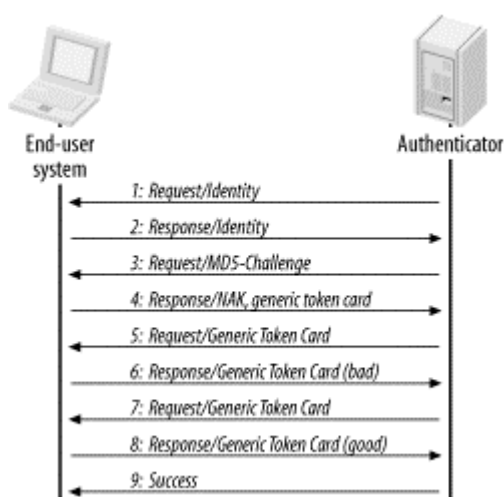 End-user
system
Authenticator
1: Request/Identity
2: Response/Identity
3: Request/MD5-Challenge
4: Response/NAK, generic token card
5: Request/Generic Token Card
6: Response/Generic Token Card (bad)
7: Request/Generic Token Card
8: Response/Generic Token Card (good)
9: Success